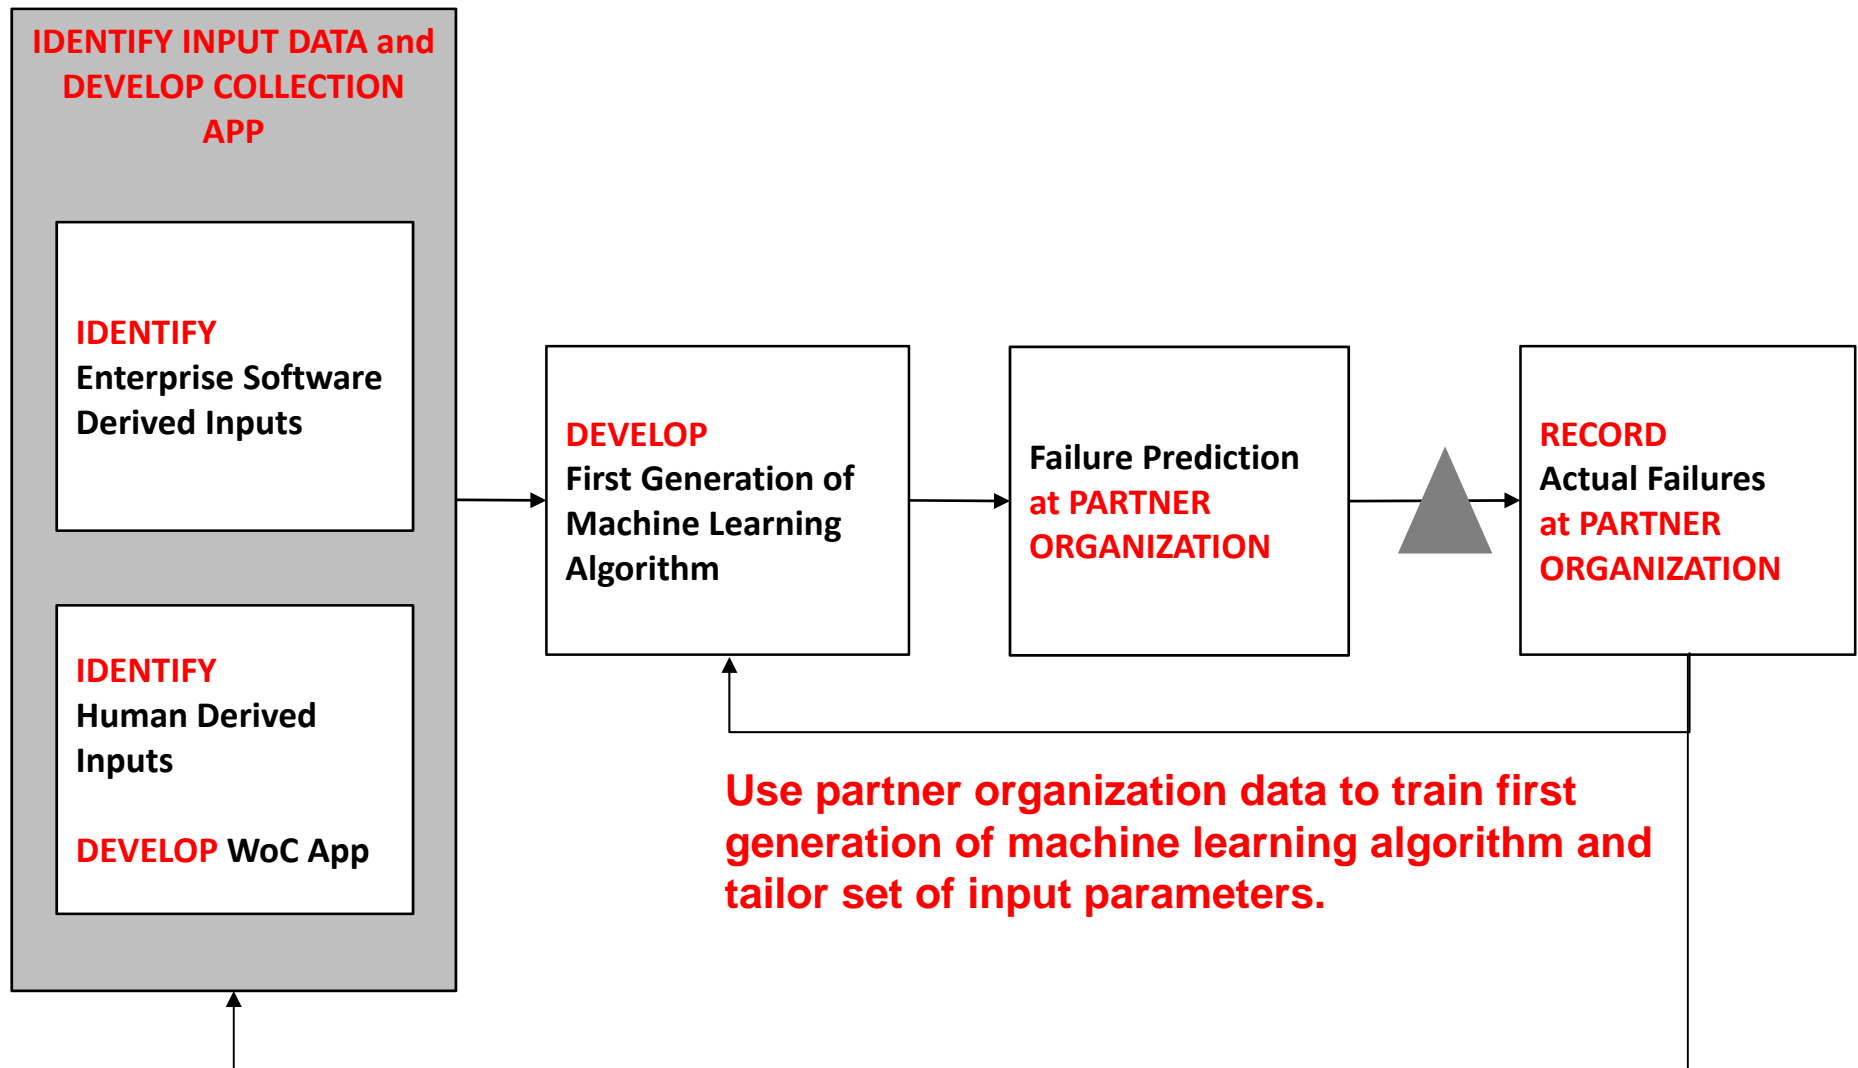 IDENTIFY INPUT DATA and
DEVELOP COLLECTION
APP
IDENTIFY
Enterprise Software
Derived Inputs
IDENTIFY
Human Derived
Inputs
DEVELOP WoC App
DEVELOP
First Generation of
Machine Learning
Algorithm
Failure Prediction
at PARTNER
ORGANIZATION
RECORD
Actual Failures
at PARTNER
ORGANIZATION
Use partner organization data to train first
generation of machine learning algorithm and
tailor set of input parameters.